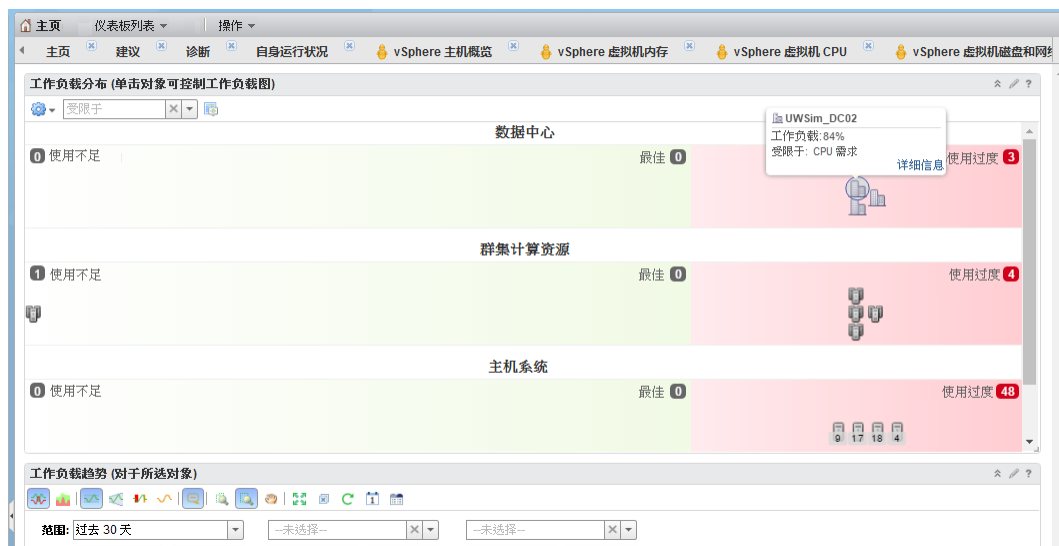 主页 仪表板列表 操作
主页 建议 诊断 自身运行状况 vSphere 主机概览 vSphere 虚拟机内存 vSphere 虚拟机 CPU vSphere 虚拟机磁盘和网络
工作负载分布 (单击对象可控制工作负载图) ?
受限于
数据中心
0 使用不足 最佳 0 使用过度 3
UWSim_DC02
工作负载:84%
受限于: CPU 需求
详细信息
群集计算资源
1 使用不足 最佳 0 使用过度 4
主机系统
0 使用不足 最佳 0 使用过度 48
9 17 18 4
工作负载趋势 (对于所选对象) ?
1
范围: 过去 30 天 --未选择-- --未选择--